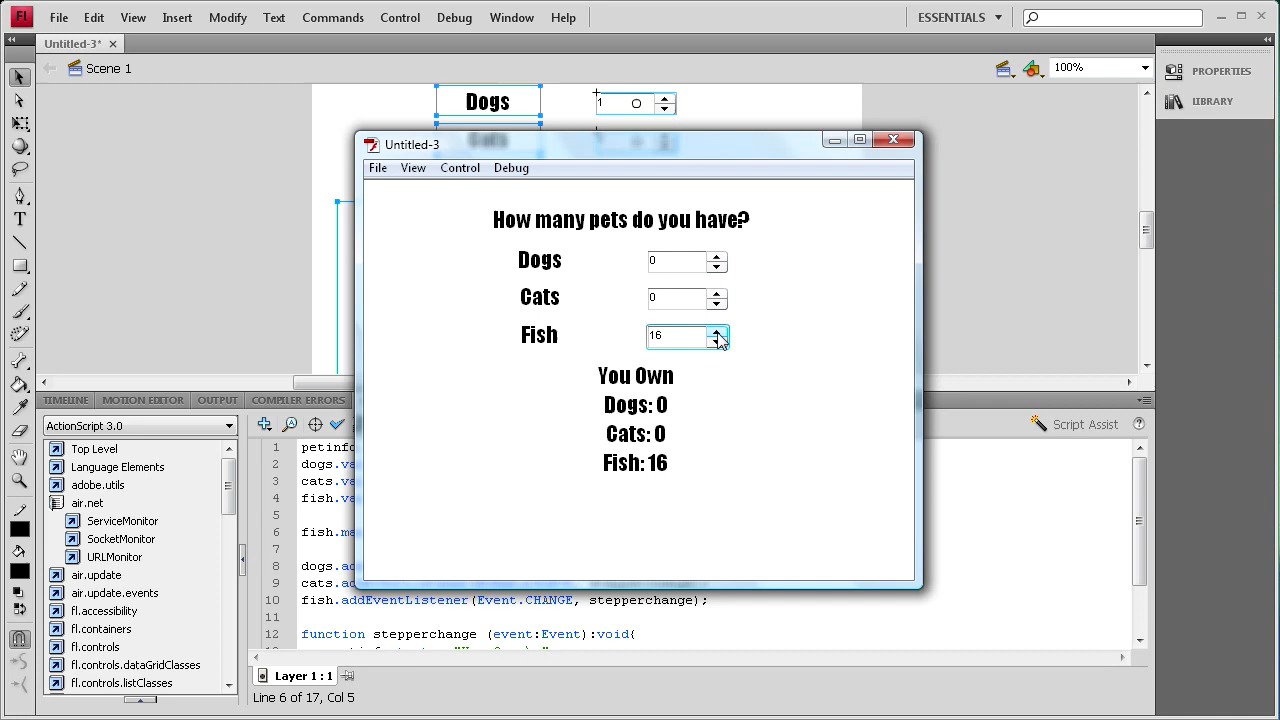 Fl File Edit View Insert Modify Text Commands Control Debug Window Help ESSENTIALS
Untitled-3*
Scene 1 100%
PROPERTIES
LIBRARY
Dogs 1
Cats
Untitled-3
File View Control Debug
How many pets do you have?
Dogs 0
Cats 0
Fish 16
You Own
Dogs: 0
Cats: 0
Fish: 16
TIMELINE MOTION EDITOR OUTPUT COMPILER ERRORS
ActionScript 3.0
Script Assist
Top Level
Language Elements
adobe.utils
air.net
ServiceMonitor
SocketMonitor
URLMonitor
air.update
air.update.events
fl.accessibility
fl.containers
fl.controls
fl.controls.dataGridClasses
fl.controls.listClasses
1 petinfo
2 dogs.va
3 cats.va
4 fish.va
5
6 fish.ma
7
8 dogs.ad
9 cats.ad
10 fish.addEventListener(Event.CHANGE, stepperchange);
11
12 function stepperchange (event:Event):void{
Layer 1 : 1
Line 6 of 17, Col 5